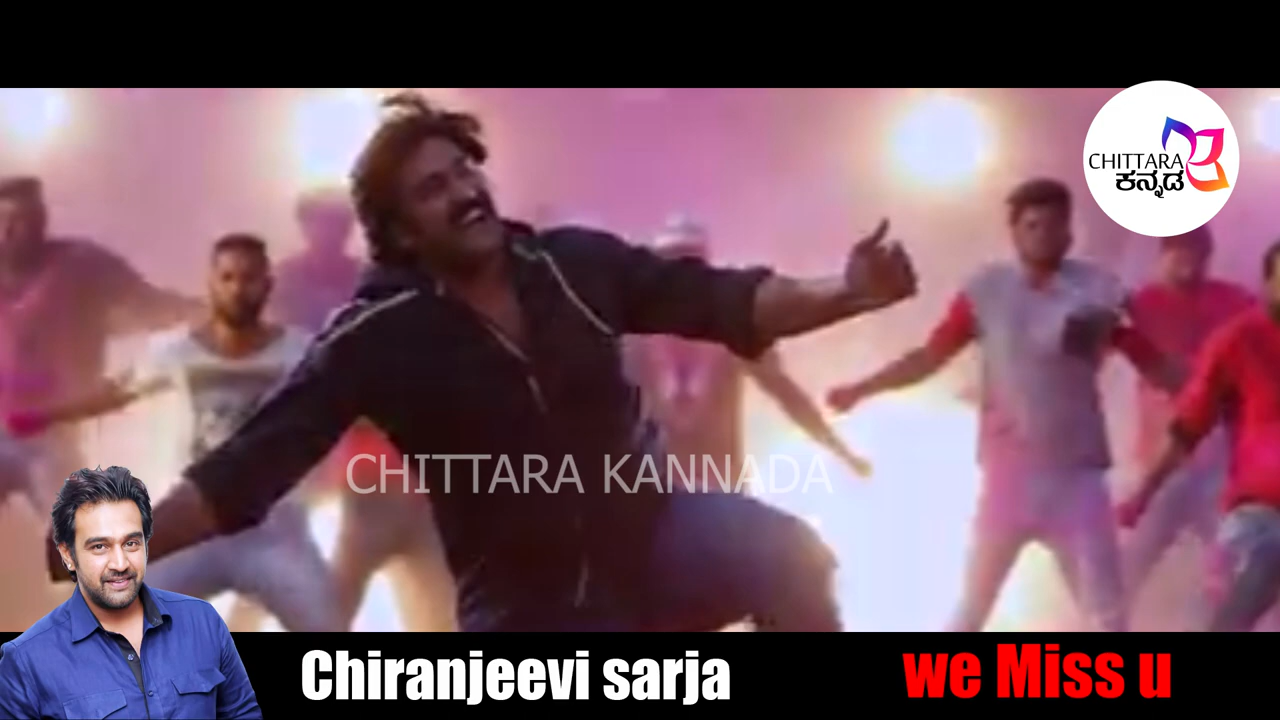 CHITTARA
ಕನ್ನಡ
CHITTARA KANNADA
Chiranjeevi sarja
we Miss u